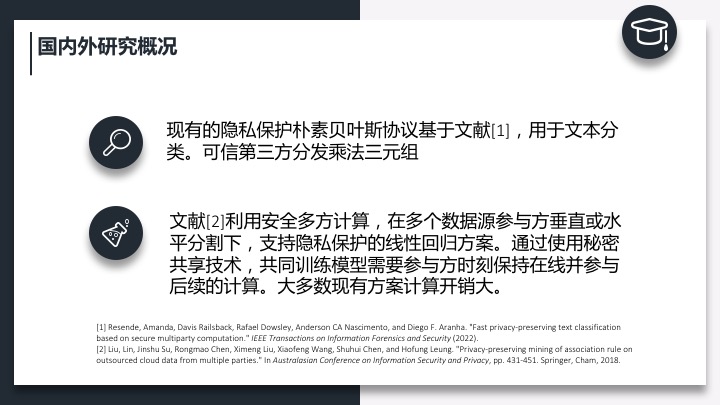 国内外研究概况
现有的隐私保护朴素贝叶斯协议基于文献[1]，用于文本分
类。可信第三方分发乘法三元组
文献[2]利用安全多方计算，在多个数据源参与方垂直或水
平分割下，支持隐私保护的线性回归方案。通过使用秘密
共享技术，共同训练模型需要参与方时刻保持在线并参与
后续的计算。大多数现有方案计算开销大。
[1] Resende, Amanda, Davis Railsback, Rafael Dowsley, Anderson CA Nascimento, and Diego F. Aranha. "Fast privacy-preserving text classification
based on secure multiparty computation." IEEE Transactions on Information Forensics and Security (2022).
[2] Liu, Lin, Jinshu Su, Rongmao Chen, Ximeng Liu, Xiaofeng Wang, Shuhui Chen, and Hofung Leung. "Privacy-preserving mining of association rule on
outsourced cloud data from multiple parties." In Australasian Conference on Information Security and Privacy, pp. 431-451. Springer, Cham, 2018.